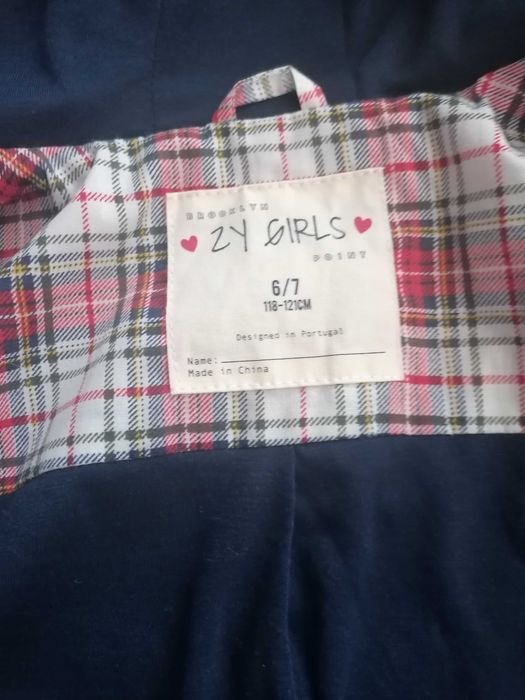 BROOKLYN
ZY GIRLS
POINT
6/7
118-121CM
Designed in Portugal
Name:
Made in China